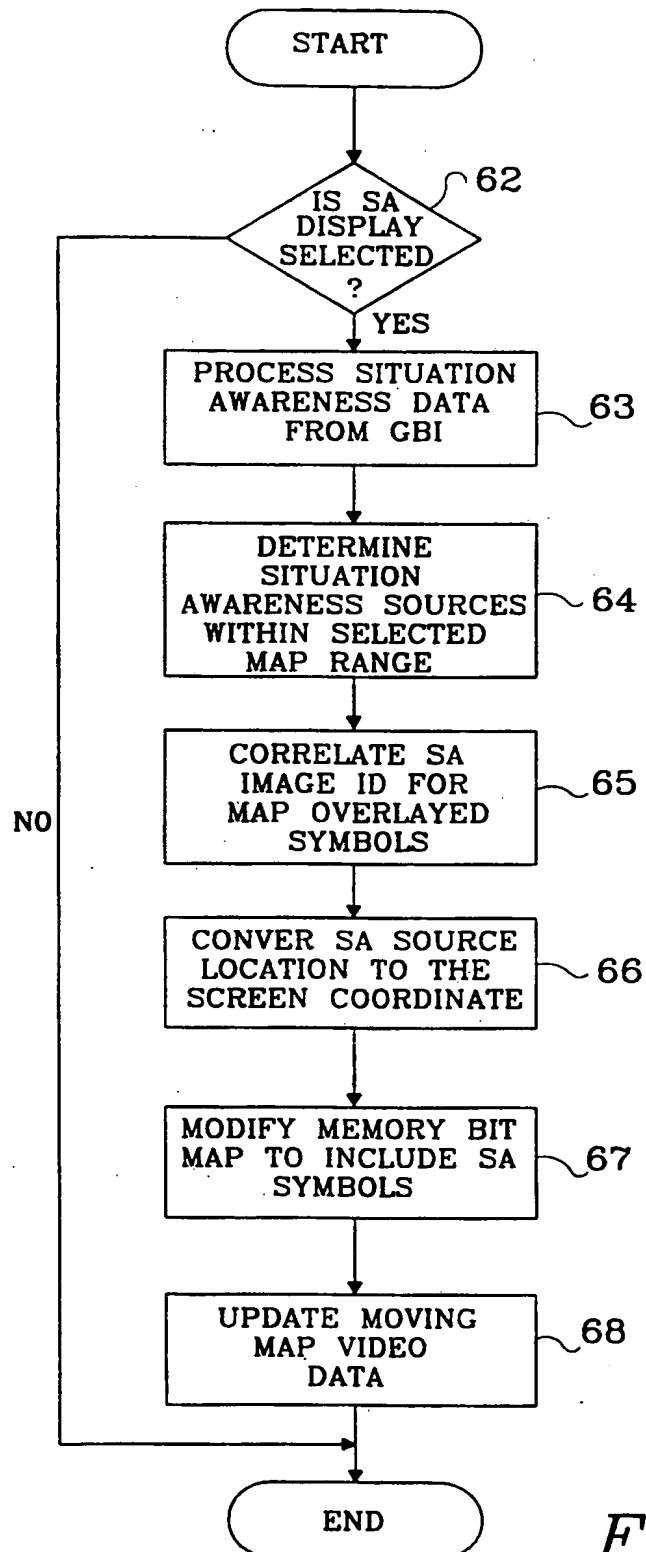 START
62
IS SA
DISPLAY
SELECTED
?
YES
PROCESS SITUATION
AWARENESS DATA
FROM GBI
63
DETERMINE
SITUATION
AWARENESS SOURCES
WITHIN SELECTED
MAP RANGE
64
CORRELATE SA
IMAGE ID FOR
MAP OVERLAYED
SYMBOLS
65
NO
CONVER SA SOURCE
LOCATION TO THE
SCREEN COORDINATE
66
MODIFY MEMORY BIT
MAP TO INCLUDE SA
SYMBOLS
67
UPDATE MOVING
MAP VIDEO
DATA
68
END
F